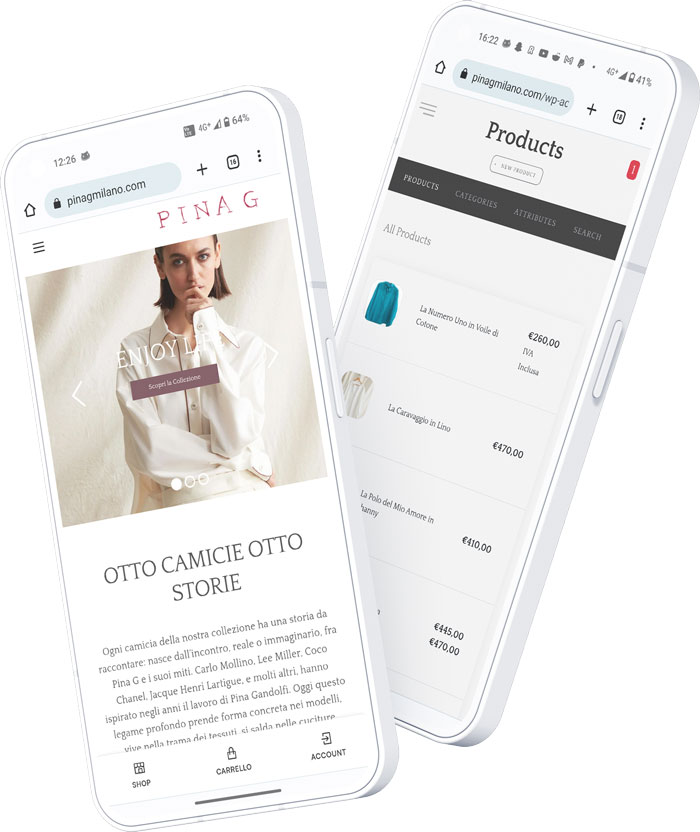 12:26
4G+ 64%
pinagmilano.com
16
PINA G
ENJOY
Scopri la Collezione
OTTO CAMICIE OTTO
STORIE
Ogni camicia della nostra collezione ha una storia da
raccontare: nasce dall'incontro, reale o immaginario, fra
Pina G e i suoi miti. Carlo Mollino, Lee Miller, Coco
Chanel, Jacque Henri Lartigue, e molti altri, hanno
ispirato negli anni il lavoro di Pina Gandolfi. Oggi questo
legame profondo prende forma concreta nei modelli,
vive nella trama dei tessuti, si salda nelle cuciture
SHOP
CARRELLO
ACCOUNT
16:22
4G+ 41%
pinagmilano.com/wp-ac
18
Products
NEW PRODUCT
1
PRODUCTS
CATEGORIES
ATTRIBUTES
SEARCH
All Products
La Numero Uno in Voile di
Cotone
€260,00
IVA
Inclusa
La Caravaggio in Lino
€470,00
La Polo del Mio Amore in
hanny
€410,00
€445,00
€470,00